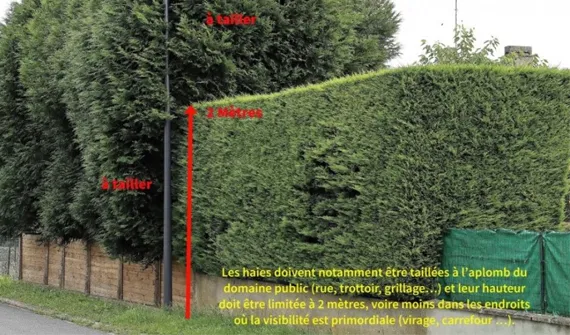 à tailler
2 Mètres
à tailler
Les haies doivent notamment être taillées à l'aplomb du
domaine public (rue, trottoir, grillage…) et leur hauteur
doit être limitée à 2 mètres, voire moins dans les endroits
où la visibilité est primordiale (virage, carrefour …)